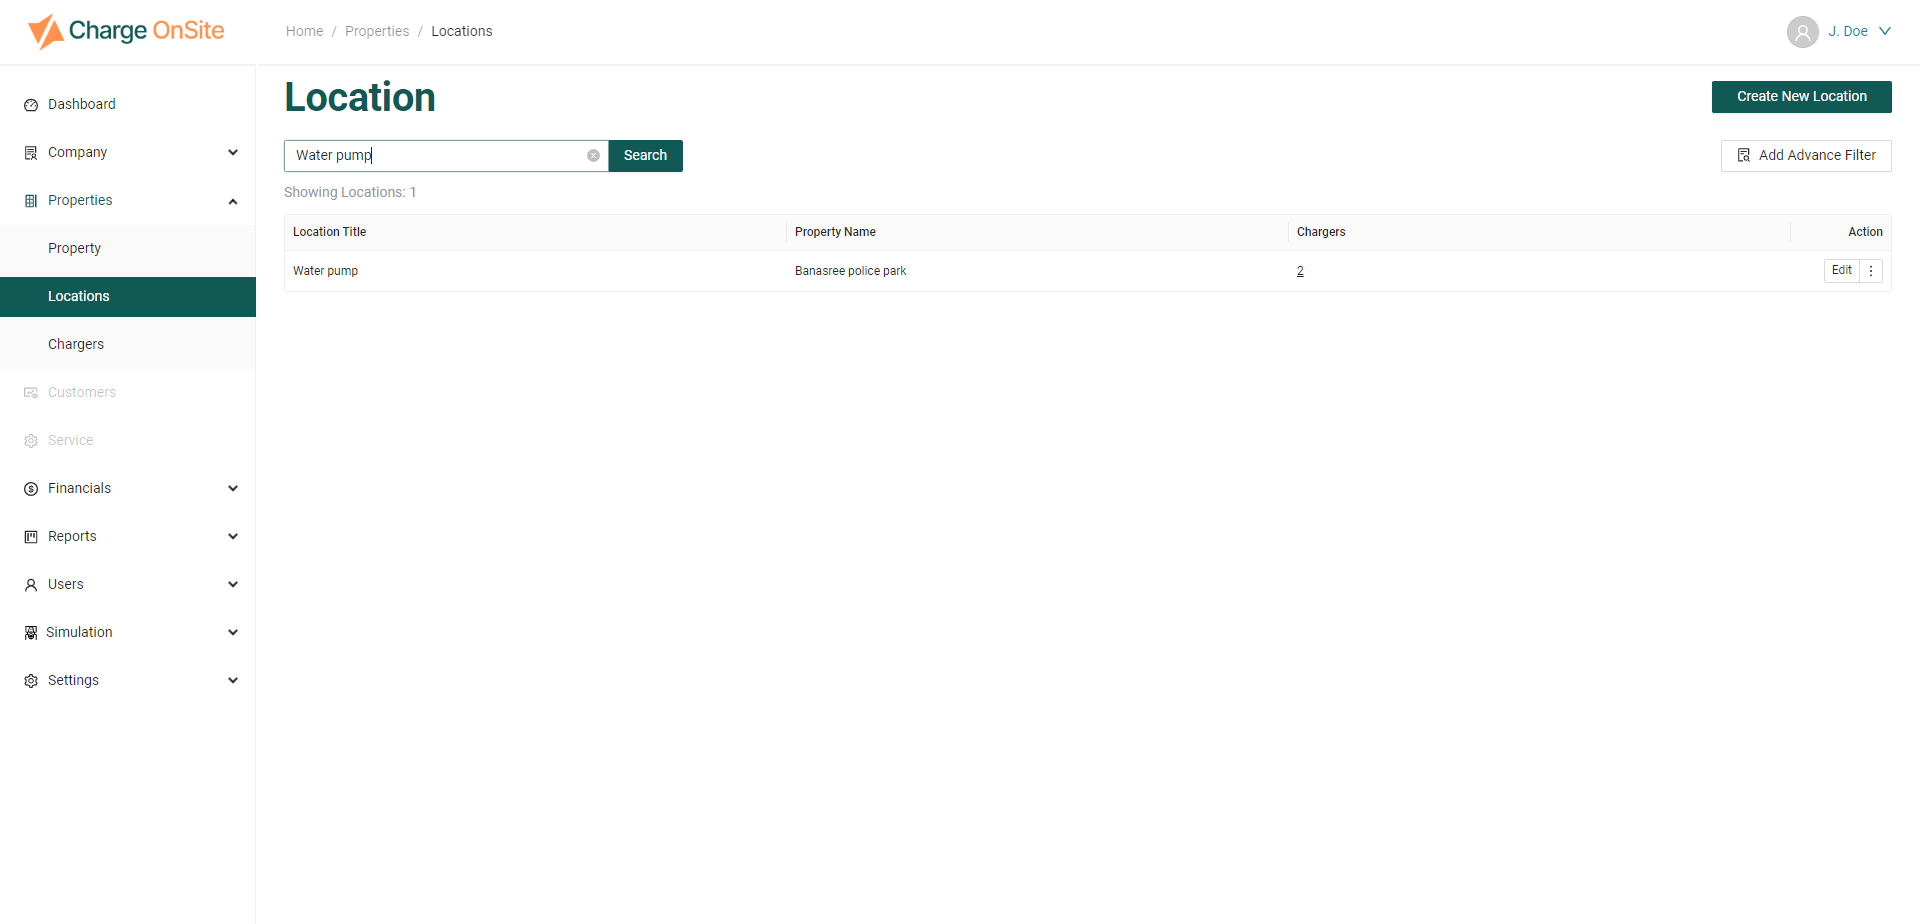 Charge OnSite
Home / Properties / Locations
J. Doe
Dashboard
Company
Properties
Property
Locations
Chargers
Customers
Service
Financials
Reports
Users
Simulation
Settings
Location
Create New Location
Water pump
Search
Add Advance Filter
Showing Locations: 1
Location Title Property Name Chargers Action
Water pump Banasree police park 2 Edit